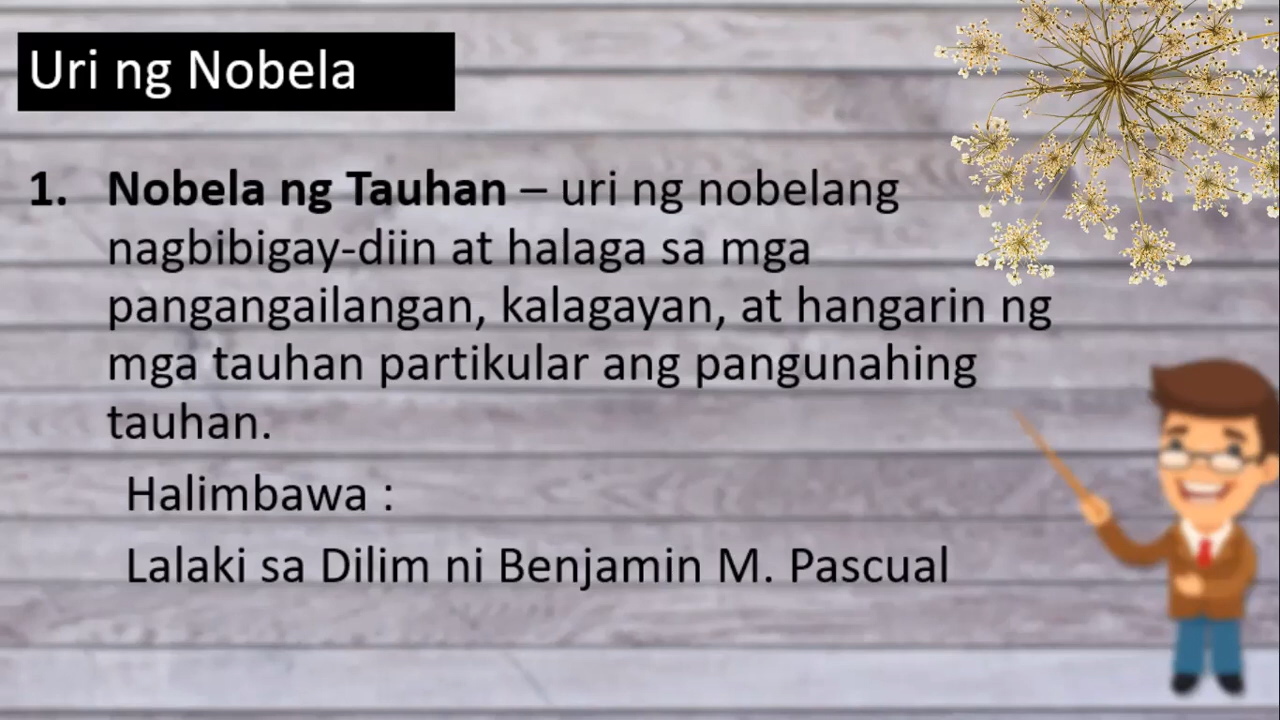 Uri ng Nobela
1. Nobela ng Tauhan – uri ng nobelang
nagbibigay-diin at halaga sa mga
pangangailangan, kalagayan, at hangarin ng
mga tauhan partikular ang pangunahing
tauhan.
Halimbawa :
Lalaki sa Dilim ni Benjamin M. Pascual